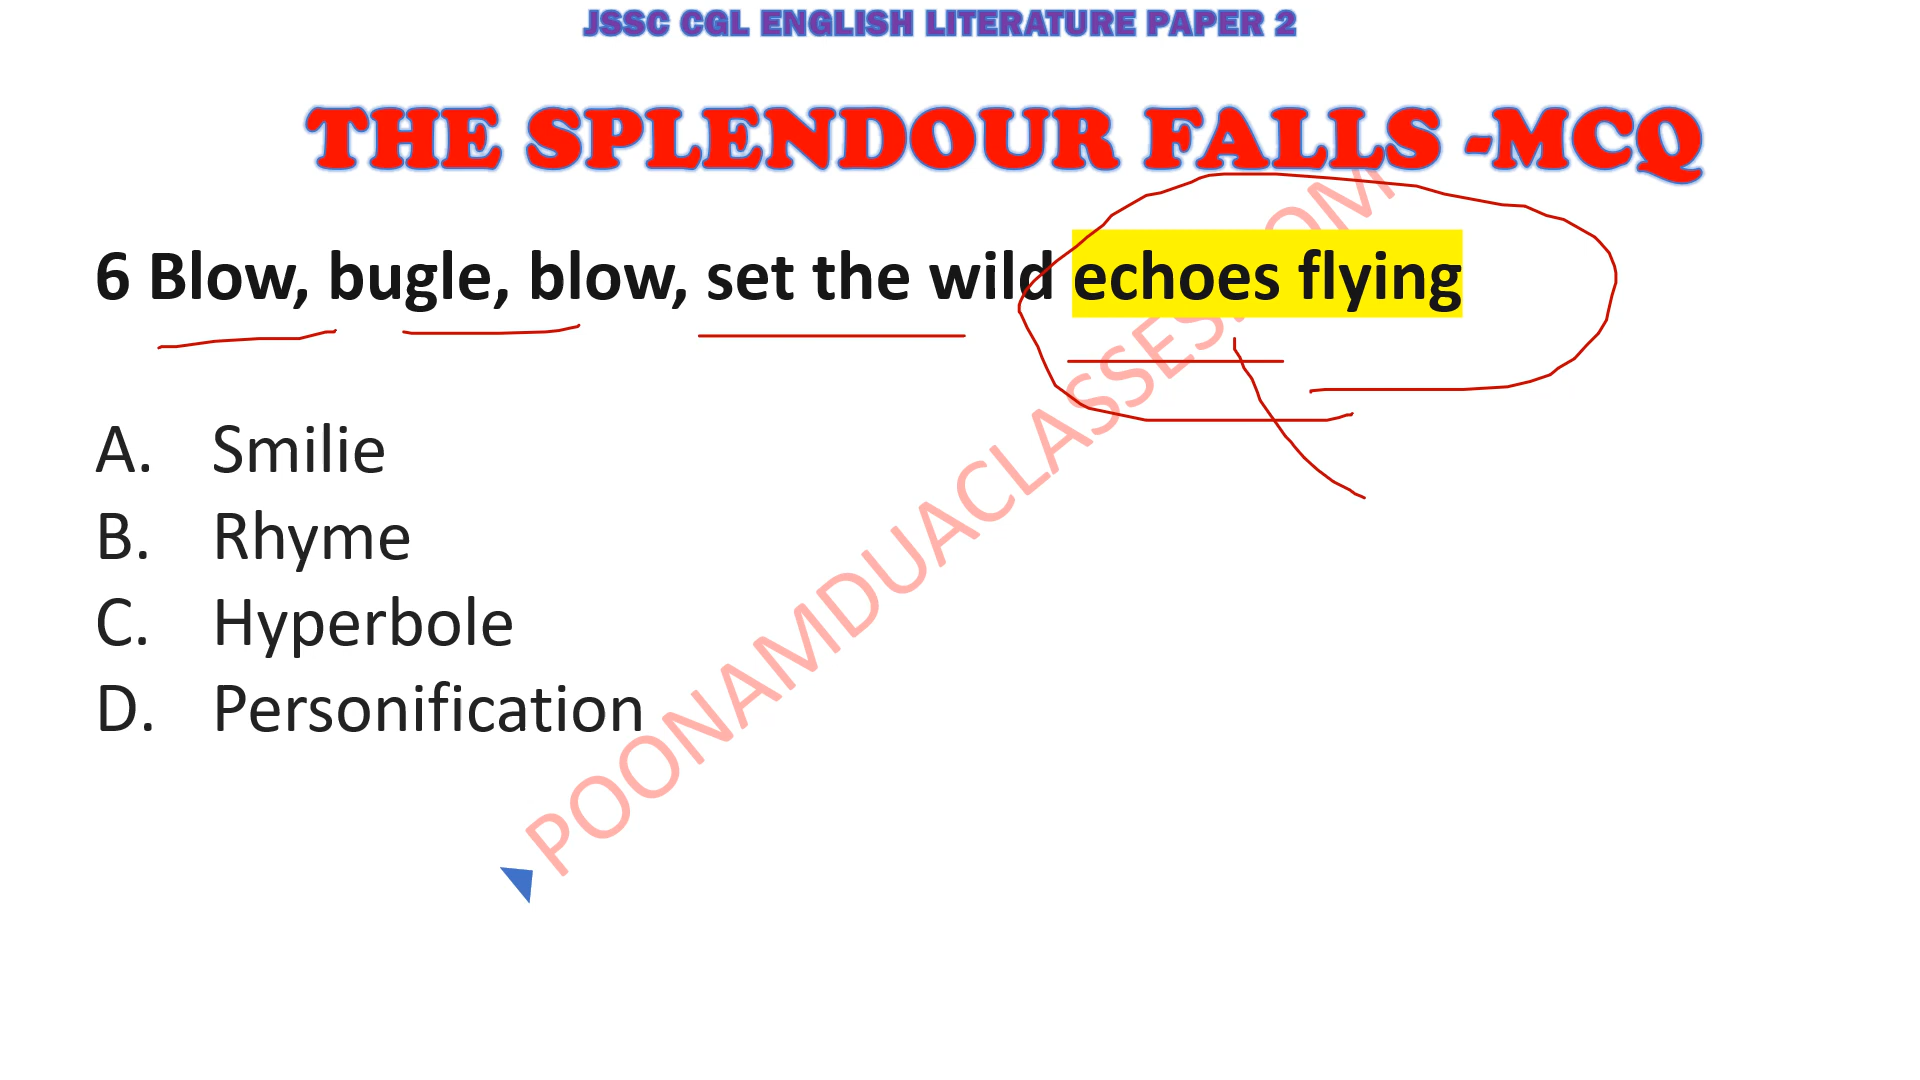 JSSC CGL ENGLISH LITERATURE PAPER 2
THE SPLENDOUR FALLS -MCQ
6 Blow, bugle, blow, set the wild echoes flying
A. Smilie
B. Rhyme
C. Hyperbole
D. Personification
POONAMDUACLASSES.COM